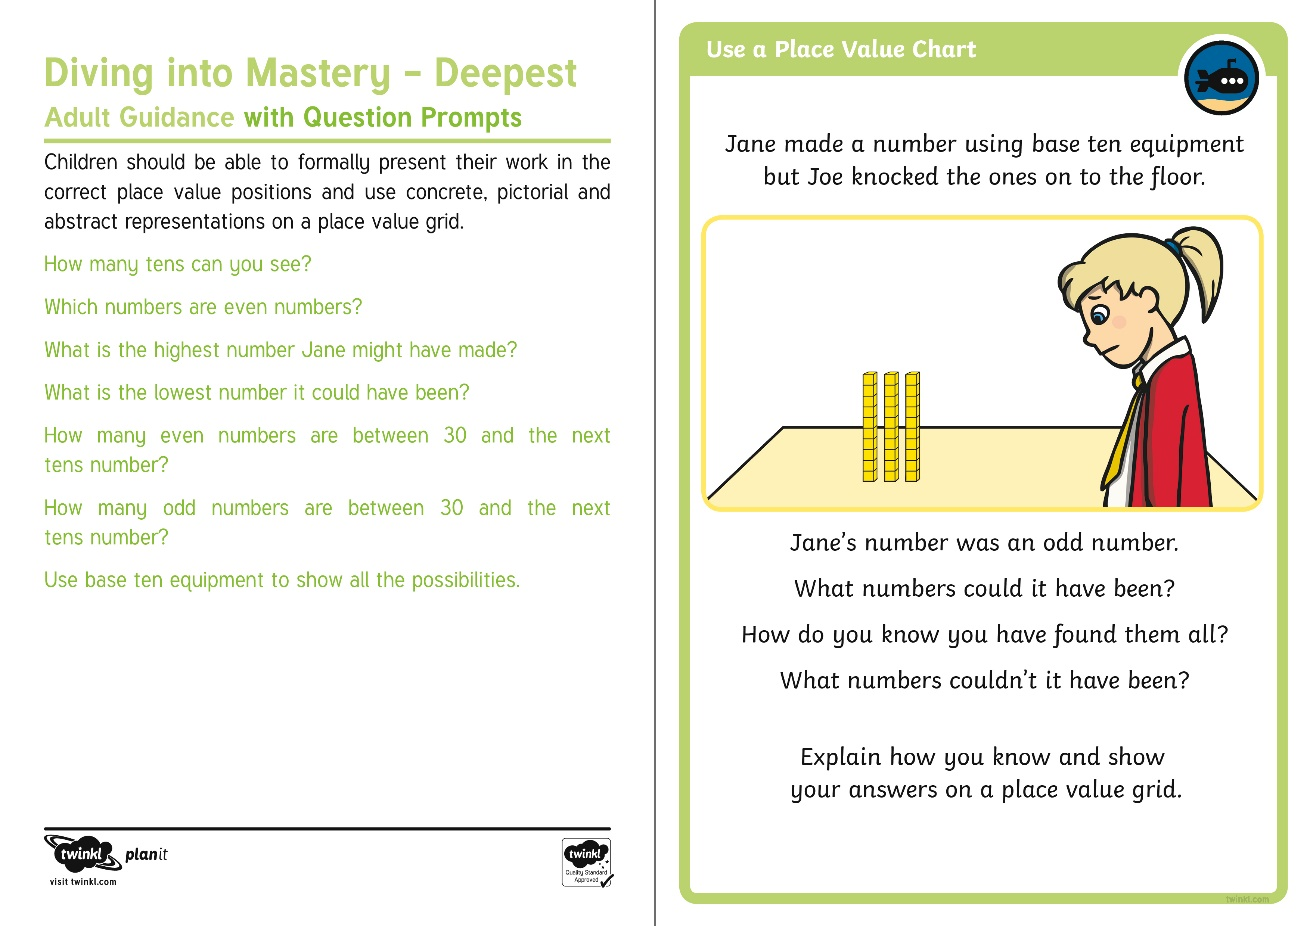 Diving into Mastery – Deepest
Adult Guidance with Question Prompts
Children should be able to formally present their work in the
correct place value positions and use concrete, pictorial and
abstract representations on a place value grid.
How many tens can you see?
Which numbers are even numbers?
What is the highest number Jane might have made?
What is the lowest number it could have been?
How many even numbers are between 30 and the next
tens number?
How many odd numbers are between 30 and the next
tens number?
Use base ten equipment to show all the possibilities.
twinkl planit
visit twinkl.com
twinkl
Quality Standard
Approved
Use a Place Value Chart
Jane made a number using base ten equipment
but Joe knocked the ones on to the floor.
Jane’s number was an odd number.
What numbers could it have been?
How do you know you have found them all?
What numbers couldn’t it have been?
Explain how you know and show
your answers on a place value grid.
twinkl.com